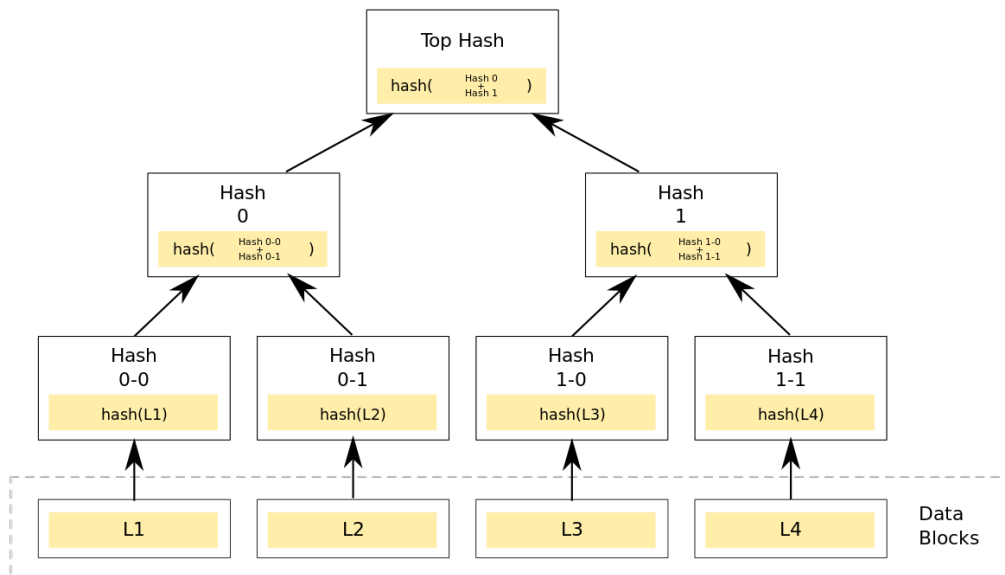 Top Hash
hash( Hash 0 + Hash 1 )
Hash
0
hash( Hash 0-0 + Hash 0-1 )
Hash
1
hash( Hash 1-0 + Hash 1-1 )
Hash
0-0
hash(L1)
Hash
0-1
hash(L2)
Hash
1-0
hash(L3)
Hash
1-1
hash(L4)
L1
L2
L3
L4
Data
Blocks